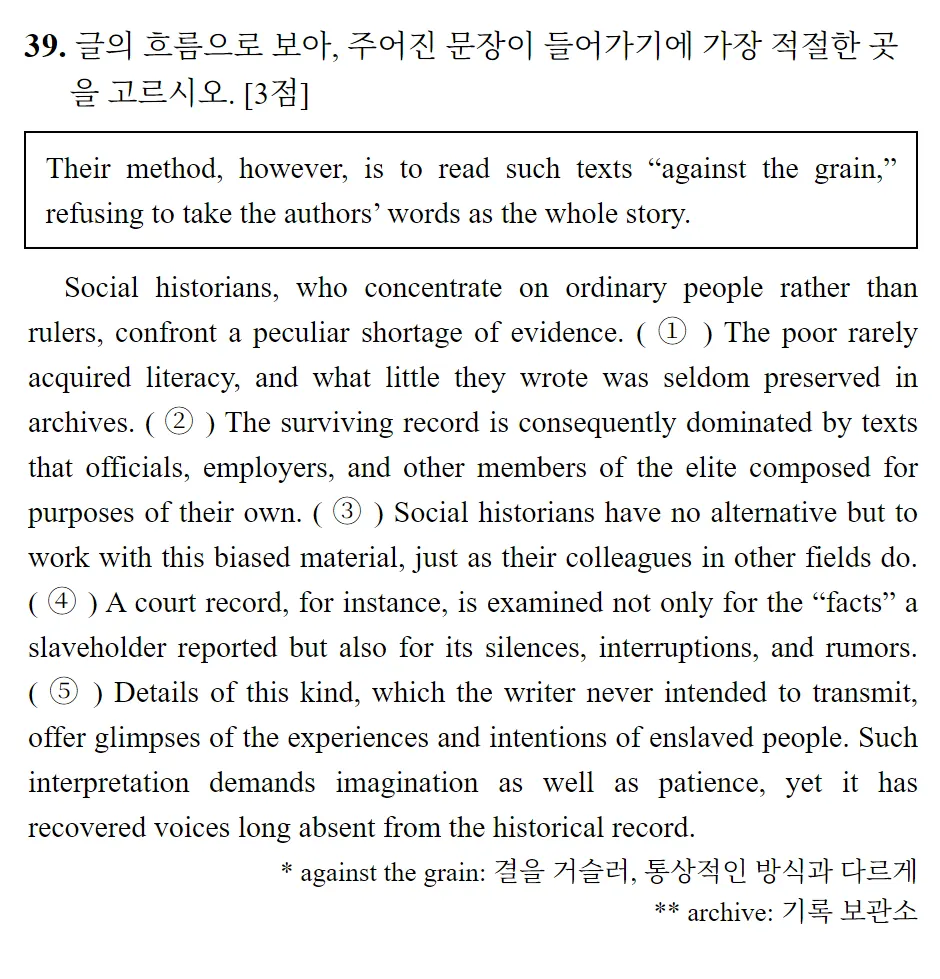 39. 글의 흐름으로 보아, 주어진 문장이 들어가기에 가장 적절한 곳
을 고르시오. [3점]
Their method, however, is to read such texts “against the grain,”
refusing to take the authors’ words as the whole story.
Social historians, who concentrate on ordinary people rather than
rulers, confront a peculiar shortage of evidence. ( ① ) The poor rarely
acquired literacy, and what little they wrote was seldom preserved in
archives. ( ② ) The surviving record is consequently dominated by texts
that officials, employers, and other members of the elite composed for
purposes of their own. ( ③ ) Social historians have no alternative but to
work with this biased material, just as their colleagues in other fields do.
( ④ ) A court record, for instance, is examined not only for the “facts” a
slaveholder reported but also for its silences, interruptions, and rumors.
( ⑤ ) Details of this kind, which the writer never intended to transmit,
offer glimpses of the experiences and intentions of enslaved people. Such
interpretation demands imagination as well as patience, yet it has
recovered voices long absent from the historical record.
* against the grain: 결을 거슬러, 통상적인 방식과 다르게
** archive: 기록 보관소